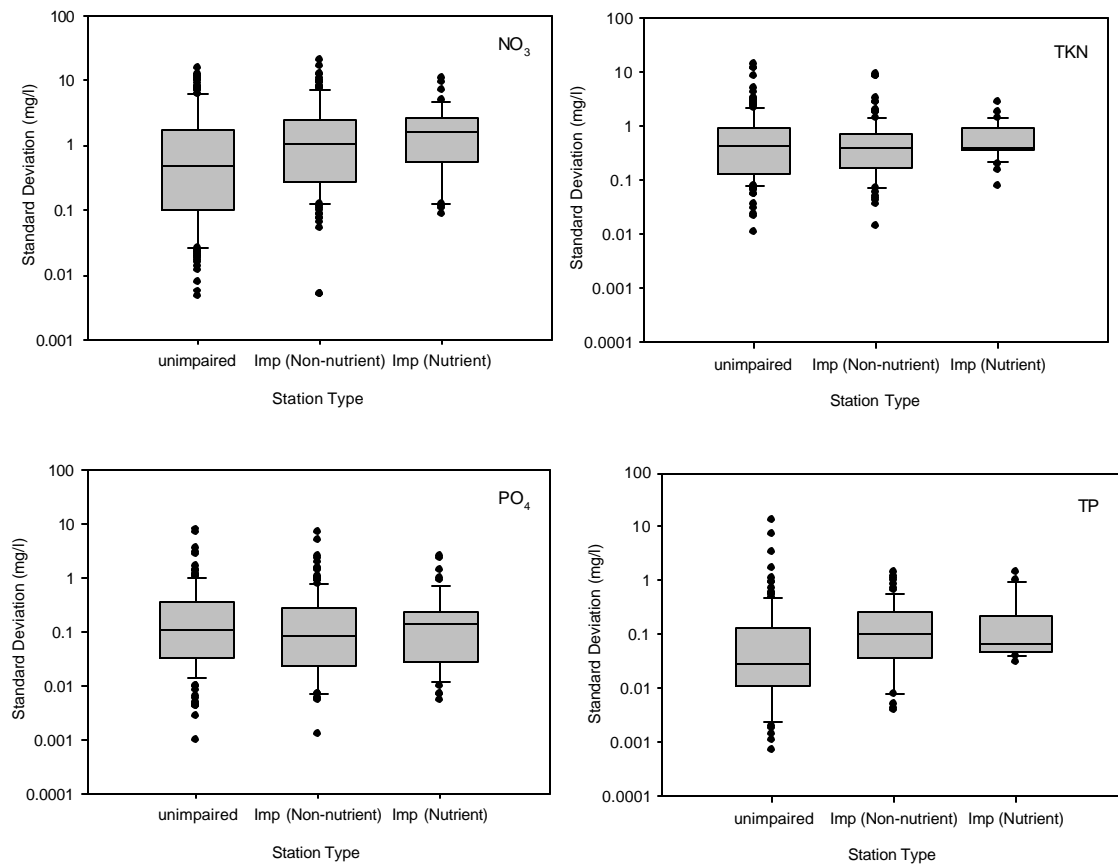 NO3
Standard Deviation (mg/l)
100
10
1
0.1
0.01
0.001
unimpaired Imp (Non-nutrient) Imp (Nutrient)
Station Type
TKN
Standard Deviation (mg/l)
100
10
1
0.1
0.01
0.001
0.0001
unimpaired Imp (Non-nutrient) Imp (Nutrient)
Station Type
PO4
Standard Deviation (mg/l)
100
10
1
0.1
0.01
0.001
0.0001
unimpaired Imp (Non-nutrient) Imp (Nutrient)
Station Type
TP
Standard Deviation (mg/l)
100
10
1
0.1
0.01
0.001
0.0001
unimpaired Imp (Non-nutrient) Imp (Nutrient)
Station Type